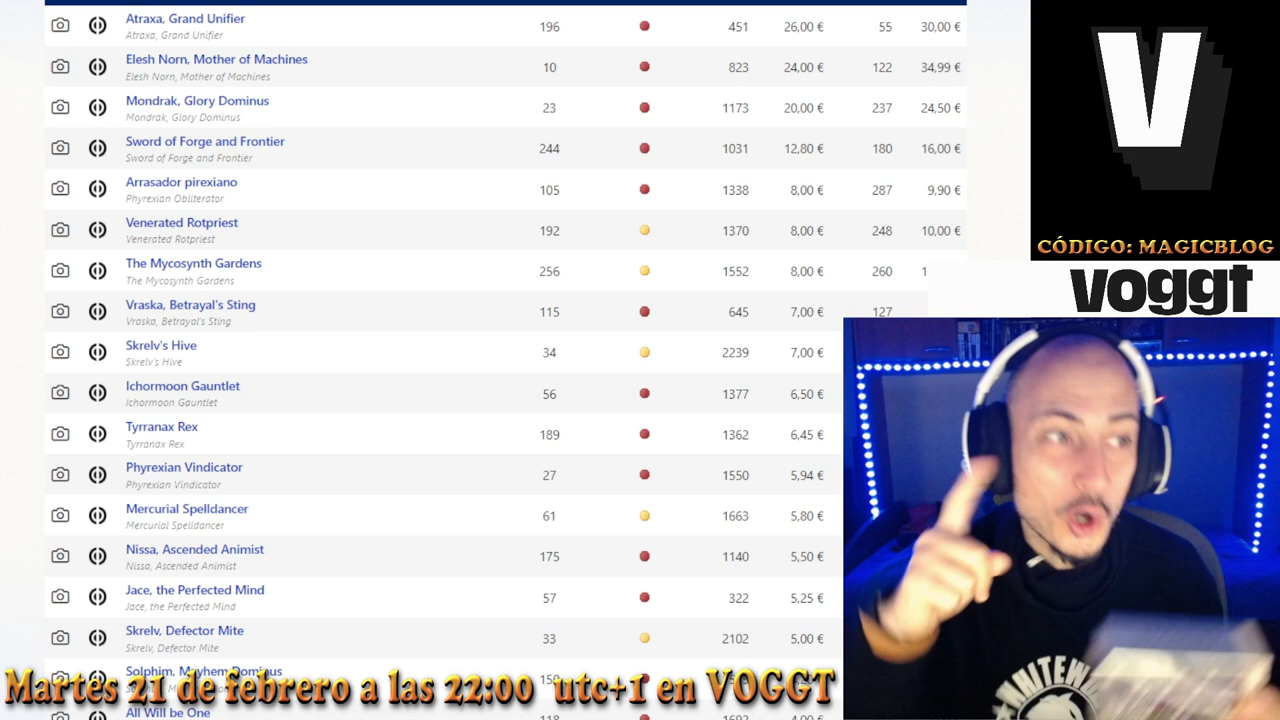 Atraxa, Grand Unifier 196 451 26,00 € 55 30,00 €
Atraxa, Grand Unifier
Elesh Norn, Mother of Machines 10 823 24,00 € 122 34,99 €
Elesh Norn, Mother of Machines
Mondrak, Glory Dominus 23 1173 20,00 € 237 24,50 €
Mondrak, Glory Dominus
Sword of Forge and Frontier 244 1031 12,80 € 180 16,00 €
Sword of Forge and Frontier
Arrasador pirexiano 105 1338 8,00 € 287 9,90 €
Phyrexian Obliterator
Venerated Rotpriest 192 1370 8,00 € 248 10,00 €
Venerated Rotpriest
The Mycosynth Gardens 256 1552 8,00 € 260
The Mycosynth Gardens
Vraska, Betrayal's Sting 115 645 7,00 € 127
Vraska, Betrayal's Sting
Skrelv's Hive 34 2239 7,00 €
Skrelv's Hive
Ichormoon Gauntlet 56 1377 6,50 €
Ichormoon Gauntlet
Tyrranax Rex 189 1362 6,45 €
Tyrranax Rex
Phyrexian Vindicator 27 1550 5,94 €
Phyrexian Vindicator
Mercurial Spelldancer 61 1663 5,80 €
Mercurial Spelldancer
Nissa, Ascended Animist 175 1140 5,50 €
Nissa, Ascended Animist
Jace, the Perfected Mind 57 322 5,25 €
Jace, the Perfected Mind
Skrelv, Defector Mite 33 2102 5,00 €
Skrelv, Defector Mite
Solphim, Mayhem Dominus
All Will be One 118 4,00 €
V
CÓDIGO: MAGICBLOG
voggt
Martes 21 de febrero a las 22:00 utc+1 en VOGGT